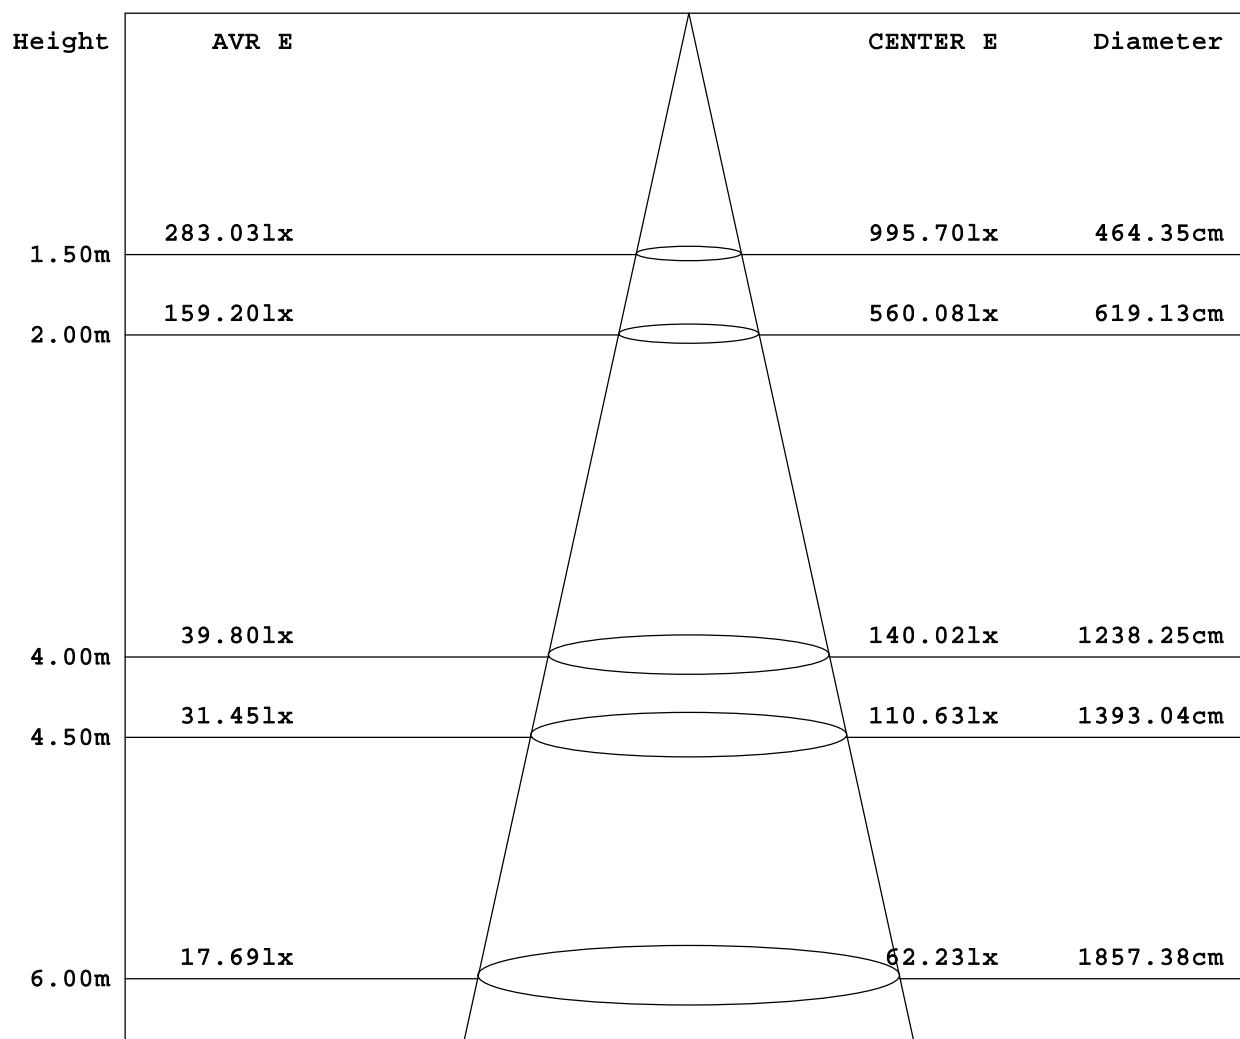 Height AVR E CENTER E Diameter
283.03lx 995.70lx 464.35cm
1.50m
159.20lx 560.08lx 619.13cm
2.00m
39.80lx 140.02lx 1238.25cm
4.00m
31.45lx 110.63lx 1393.04cm
4.50m
17.69lx 62.23lx 1857.38cm
6.00m